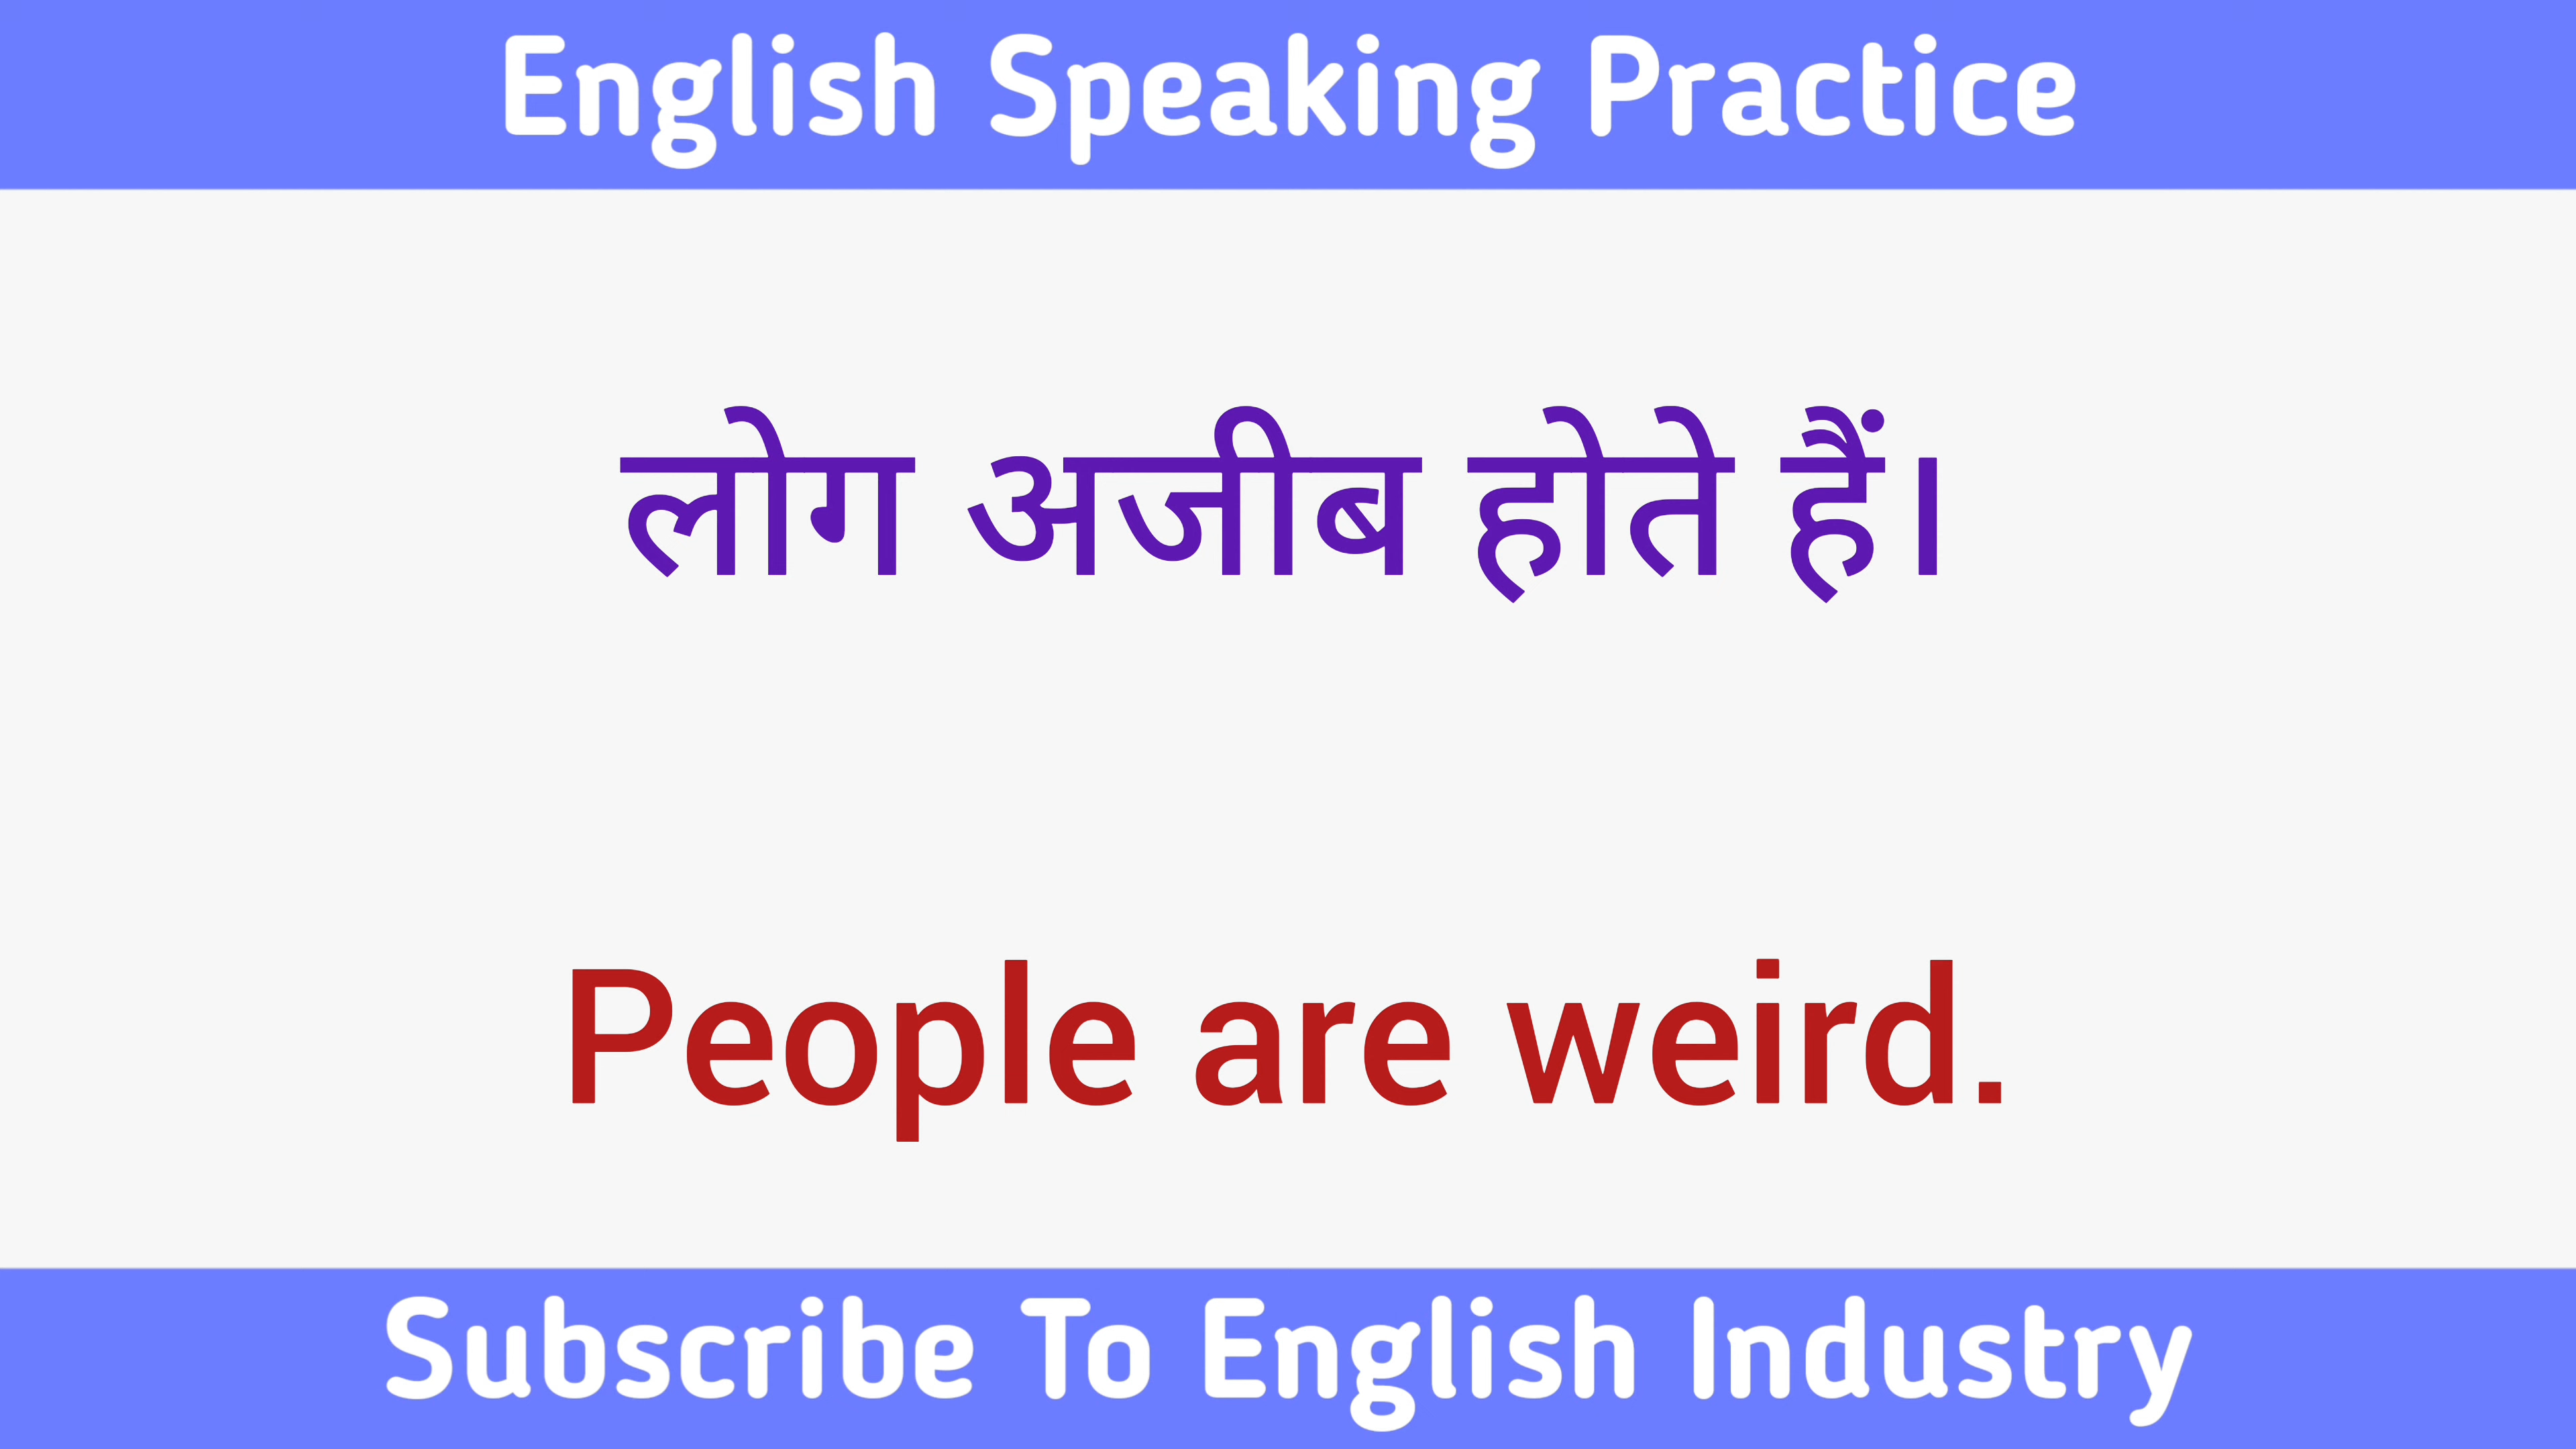 English Speaking Practice
लोग अजीब होते हैं।
People are weird.
Subscribe To English Industry